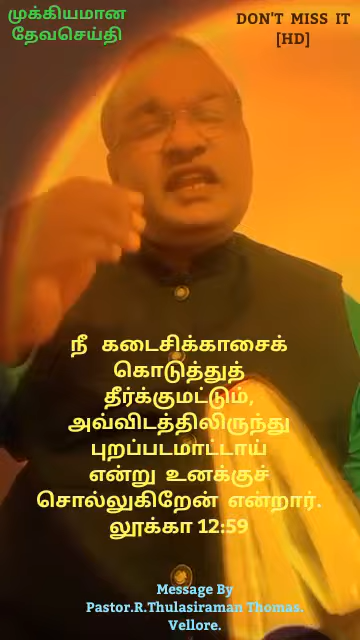 முக்கியமான
தேவசெய்தி
DON'T MISS IT
[HD]
நீ கடைசிக்காசைக்
கொடுத்துத்
தீர்க்குமட்டும்,
அவ்விடத்திலிருந்து
புறப்படமாட்டாய்
என்று உனக்குச்
சொல்லுகிறேன் என்றார்.
லூக்கா 12:59
Message By
Pastor.R.Thulasiraman Thomas.
Vellore.